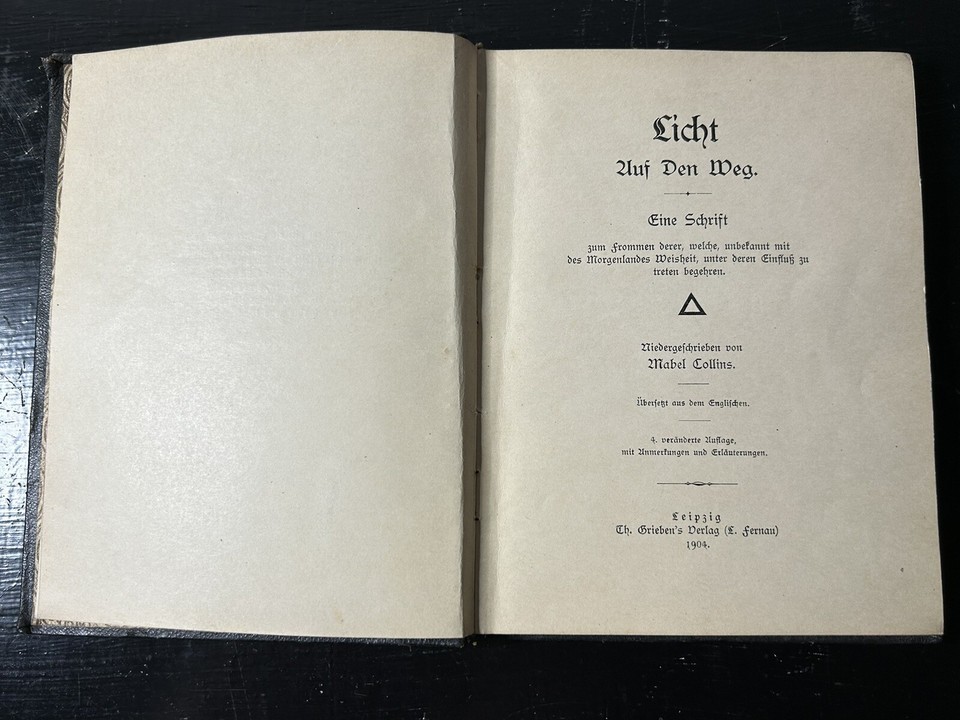 Licht
Auf Den Weg.
Eine Schrift
zum Frommen derer, welche, unbekannt mit
des Morgenlandes Weisheit, unter deren Einfluß zu
treten begehren.
Niedergeschrieben von
Mabel Collins.
Übersetzt aus dem Englischen.
4. veränderte Auflage,
mit Anmerkungen und Erläuterungen.
Leipzig
Th. Grieben's Verlag (L. Fernau)
1904.